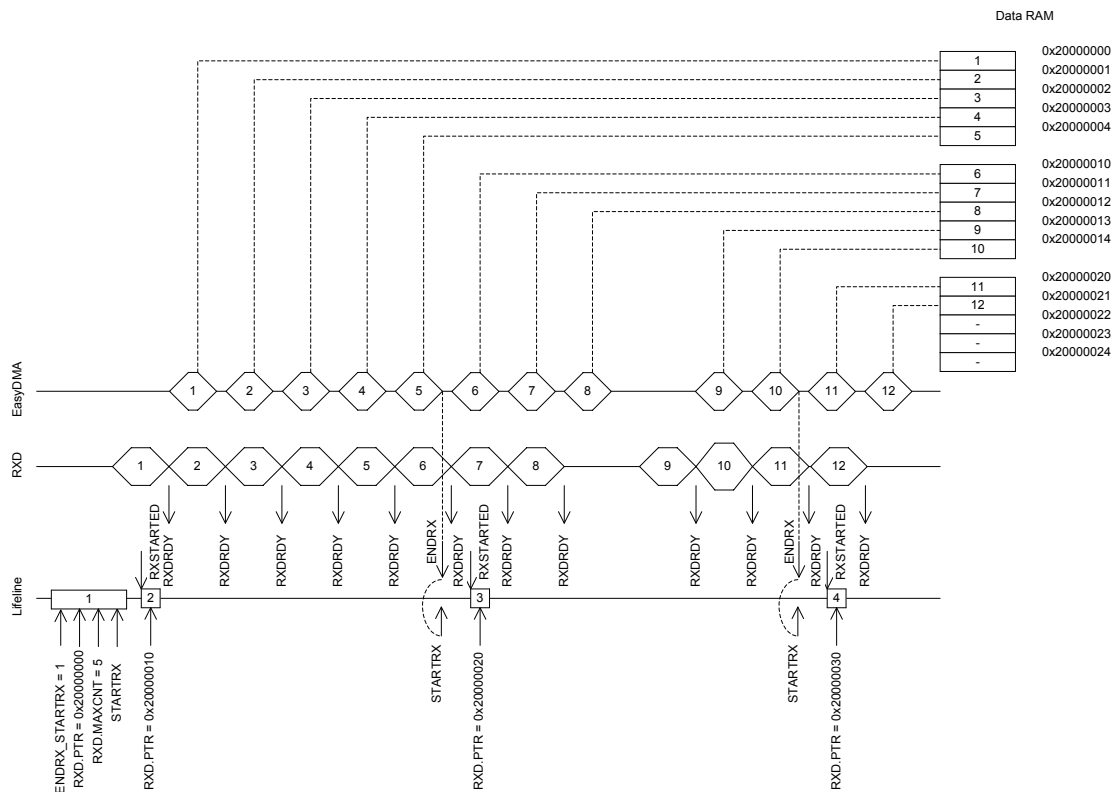 Data RAM
0x20000000
1
0x20000001
2
0x20000002
3
0x20000003
4
0x20000004
5
0x20000010
6
0x20000011
7
0x20000012
8
0x20000013
9
0x20000014
10
0x20000020
11
0x20000021
12
0x20000022
-
0x20000023
-
0x20000024
-
EasyDMA
1 2 3 4 5 6 7 8 9 10 11 12
RXD
1 2 3 4 5 6 7 8 9 10 11 12
RXSTARTED
RXDRDY
RXDRDY
RXDRDY
RXDRDY
RXDRDY
ENDRX
RXDRDY
RXSTARTED
RXDRDY
RXDRDY
RXDRDY
RXDRDY
ENDRX
RXDRDY
RXSTARTED
RXDRDY
Lifeline
1 2 3 4
ENDRX_STARTRX = 1
RXD.PTR = 0x20000000
RXD.MAXCNT = 5
STARTRX
RXD.PTR = 0x20000010
STARTRX
RXD.PTR = 0x20000020
STARTRX
RXD.PTR = 0x20000030